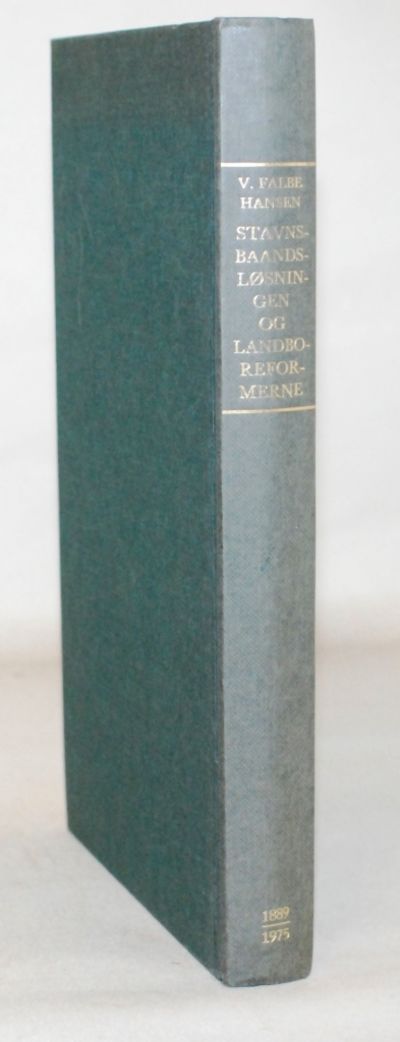 V. FALBE
HANSEN
STAVNS-
BAANDS-
LØSNIN-
GEN
OG
LANDBO-
REFOR-
MERNE
1889
1975